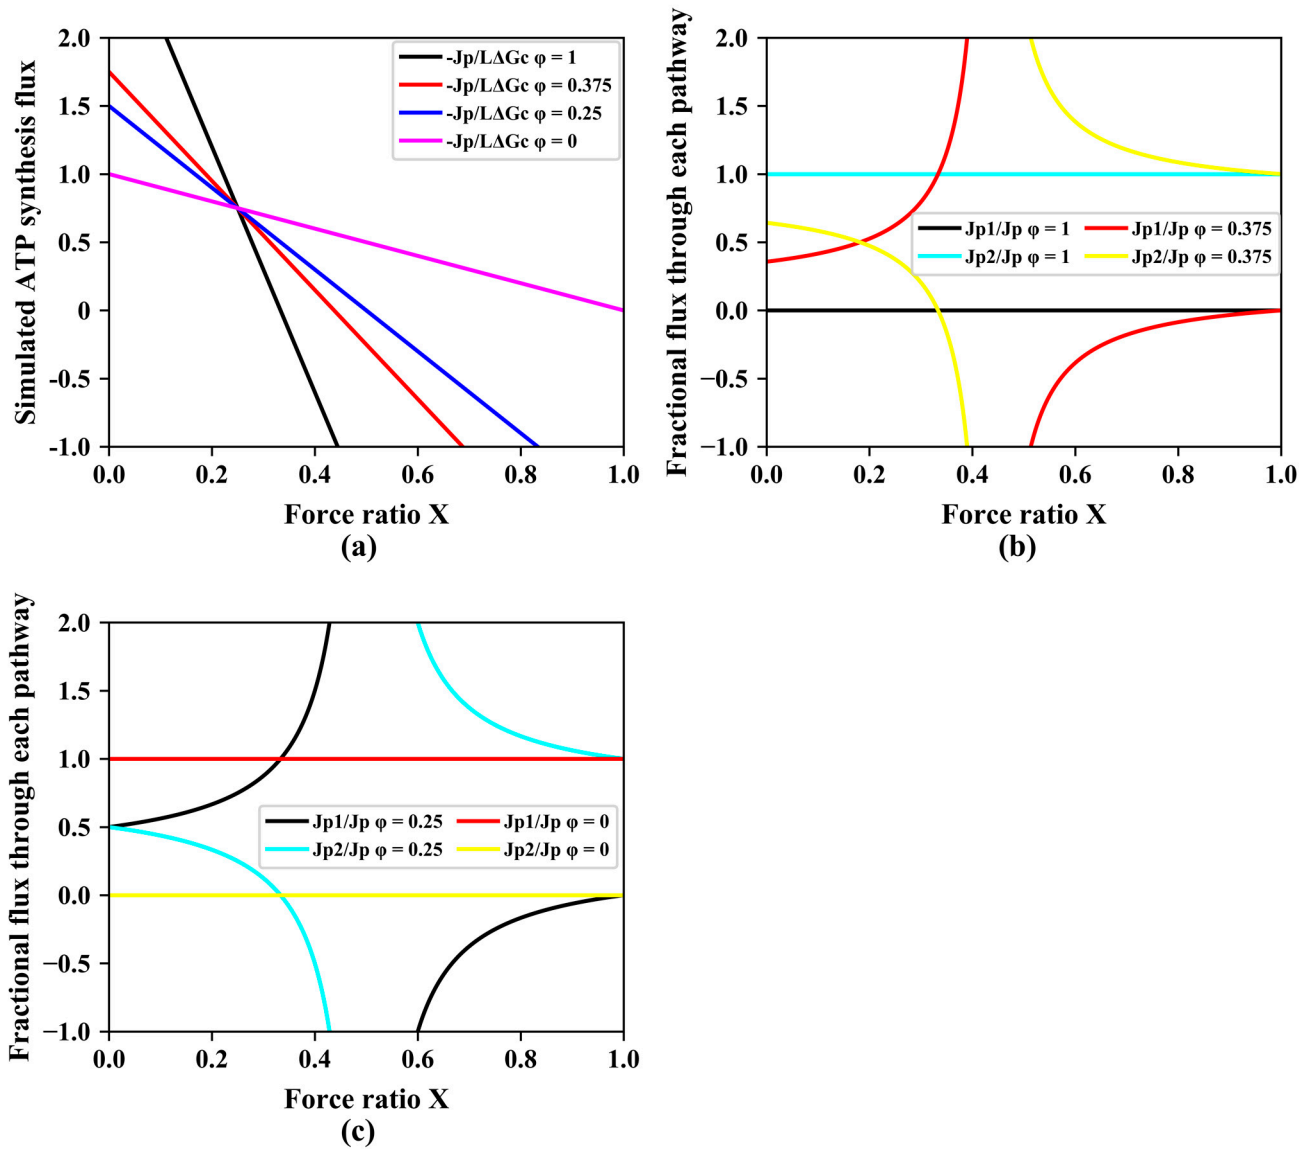 Simulated ATP synthesis flux
2.0
1.5
1.0
0.5
0
-0.5
-1.0
-Jp/LΔGc φ = 1
-Jp/LΔGc φ = 0.375
-Jp/LΔGc φ = 0.25
-Jp/LΔGc φ = 0
0.0 0.2 0.4 0.6 0.8 1.0
Force ratio X
(a)
Fractional flux through each pathway
2.0
1.5
1.0
0.5
0.0
−0.5
−1.0
Jp1/Jp φ = 1 Jp1/Jp φ = 0.375
Jp2/Jp φ = 1 Jp2/Jp φ = 0.375
0.0 0.2 0.4 0.6 0.8 1.0
Force ratio X
(b)
Fractional flux through each pathway
2.0
1.5
1.0
0.5
0.0
−0.5
−1.0
Jp1/Jp φ = 0.25 Jp1/Jp φ = 0
Jp2/Jp φ = 0.25 Jp2/Jp φ = 0
0.0 0.2 0.4 0.6 0.8 1.0
Force ratio X
(c)